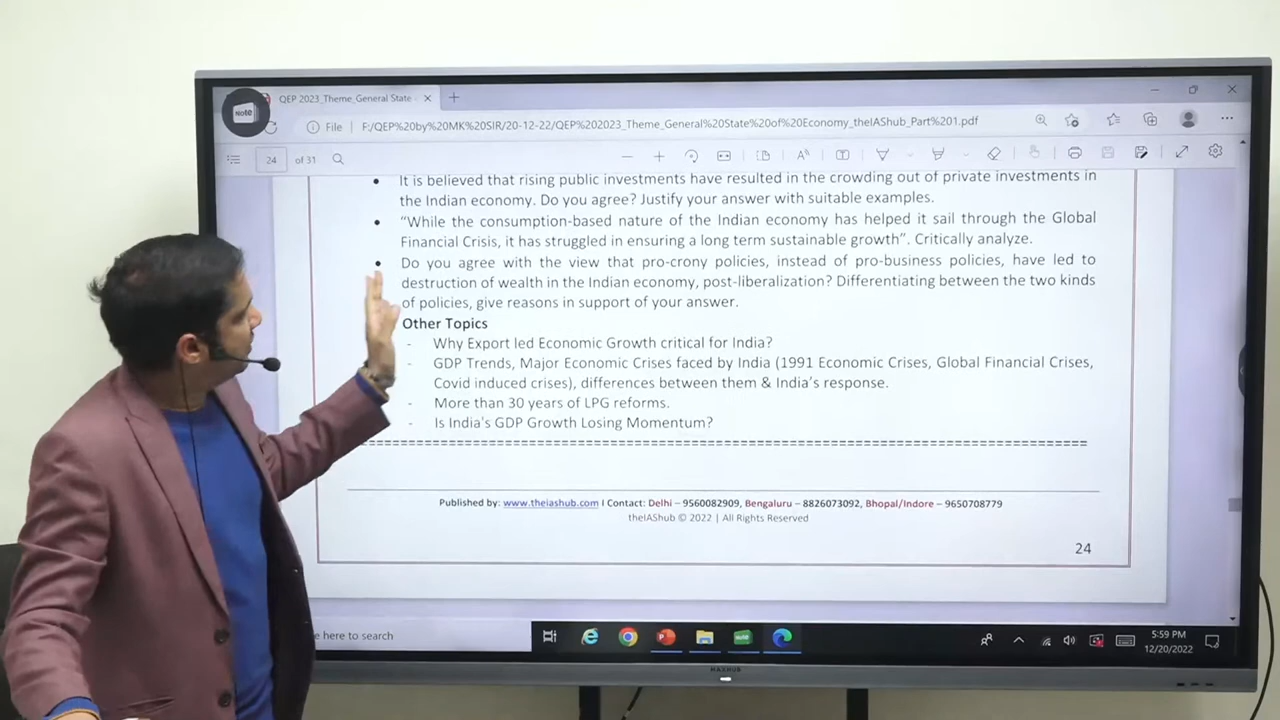 QEP 2023_Theme_General State
Note
File F:/QEP%20by%20MK%20SIR/20-12-22/QEP%202023_Theme_General%20State%20of%20Economy_theIAShub_Part%201.pdf
24 of 31
It is believed that rising public investments have resulted in the crowding out of private investments in
the Indian economy. Do you agree? Justify your answer with suitable examples.
“While the consumption-based nature of the Indian economy has helped it sail through the Global
Financial Crisis, it has struggled in ensuring a long term sustainable growth”. Critically analyze.
Do you agree with the view that pro-crony policies, instead of pro-business policies, have led to
destruction of wealth in the Indian economy, post-liberalization? Differentiating between the two kinds
of policies, give reasons in support of your answer.
Other Topics
- Why Export led Economic Growth critical for India?
- GDP Trends, Major Economic Crises faced by India (1991 Economic Crises, Global Financial Crises,
Covid induced crises), differences between them & India's response.
- More than 30 years of LPG reforms.
- Is India's GDP Growth Losing Momentum?
Published by: www.theiashub.com I Contact: Delhi – 9560082909, Bengaluru – 8826073092, Bhopal/Indore – 9650708779
theIAShub © 2022 | All Rights Reserved
24
e here to search
5:59 PM
12/20/2022
MAXHUB